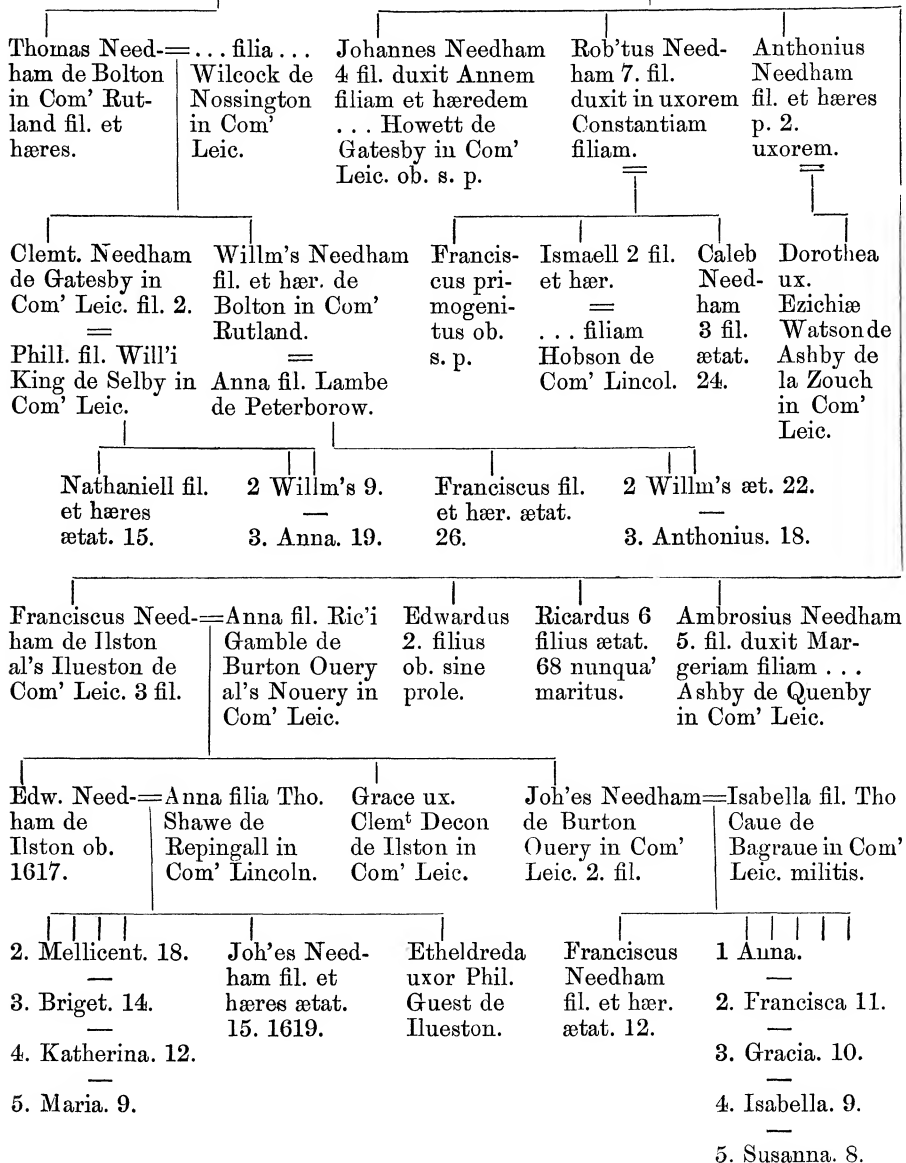 Thomas Need-
ham de Bolton
in Com' Rut-
land fil. et
hæres.
= . . . filia . . .
Wilcock de
Nossington
in Com'
Leic.
Johannes Needham
4 fil. duxit Annem
filiam et hæredem
. . . Howett de
Gatesby in Com'
Leic. ob. s. p.
Rob'tus Need-
ham 7. fil.
duxit in uxorem
Constantiam
filiam.
=
Anthonius
Needham
fil. et hæres
p. 2.
uxorem.
=
Clemt. Needham
de Gatesby in
Com' Leic. fil. 2.
=
Phill. fil. Will'i
King de Selby in
Com' Leic.
Willm's Needham
fil. et hær. de
Bolton in Com'
Rutland.
=
Anna fil. Lambe
de Peterborow.
Francis-
cus pri-
mogeni-
tus ob.
s. p.
Ismaell 2 fil.
et hær.
=
. . . filiam
Hobson de
Com' Lincol.
Caleb
Need-
ham
3 fil.
ætat.
24.
Dorothea
ux.
Ezichiæ
Watson de
Ashby de
la Zouch
in Com'
Leic.
Nathaniell fil.
et hæres
ætat. 15.
2 Willm's 9.
—
3. Anna. 19.
Franciscus fil.
et hær. ætat.
26.
2 Willm's æt. 22.
—
3. Anthonius. 18.
Franciscus Need-
ham de Ilston
al's Ilueston de
Com' Leic. 3 fil.
= Anna fil. Ric'i
Gamble de
Burton Ouery
al's Nouery in
Com' Leic.
Edwardus
2. filius
ob. sine
prole.
Ricardus 6
filius ætat.
68 nunqua'
maritus.
Ambrosius Needham
5. fil. duxit Mar-
geriam filiam . . .
Ashby de Quenby
in Com' Leic.
Edw. Need-
ham de
Ilston ob.
1617.
= Anna filia Tho.
Shawe de
Repingall in
Com' Lincoln.
Grace ux.
Clemt Decon
de Ilston in
Com' Leic.
Joh'es Needham
de Burton
Ouery in Com'
Leic. 2. fil.
= Isabella fil. Tho
Caue de
Bagraue in Com'
Leic. militis.
2. Mellicent. 18.
—
3. Briget. 14.
—
4. Katherina. 12.
—
5. Maria. 9.
Joh'es Need-
ham fil. et
hæres ætat.
15. 1619.
Etheldreda
uxor Phil.
Guest de
Ilueston.
Franciscus
Needham
fil. et hær.
ætat. 12.
1 Anna.
—
2. Francisca 11.
—
3. Gracia. 10.
—
4. Isabella. 9.
—
5. Susanna. 8.